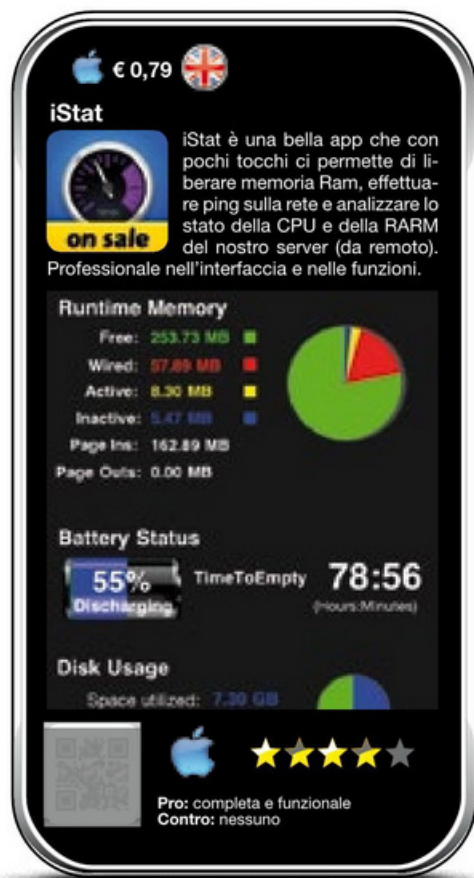 € 0,79
iStat
on sale
iStat è una bella app che con
pochi tocchi ci permette di li-
berare memoria Ram, effettua-
re ping sulla rete e analizzare lo
stato della CPU e della RARM
del nostro server (da remoto).
Professionale nell'interfaccia e nelle funzioni.
Runtime Memory
Free: 253.73 MB
Wired: 57.89 MB
Active: 8.30 MB
Inactive: 5.47 MB
Page Ins: 162.89 MB
Page Outs: 0.00 MB
Battery Status
55% TimeToEmpty 78:56
Discharging (Hours:Minutes)
Disk Usage
Space utilized: 7.30 GB
Pro: completa e funzionale
Contro: nessuno